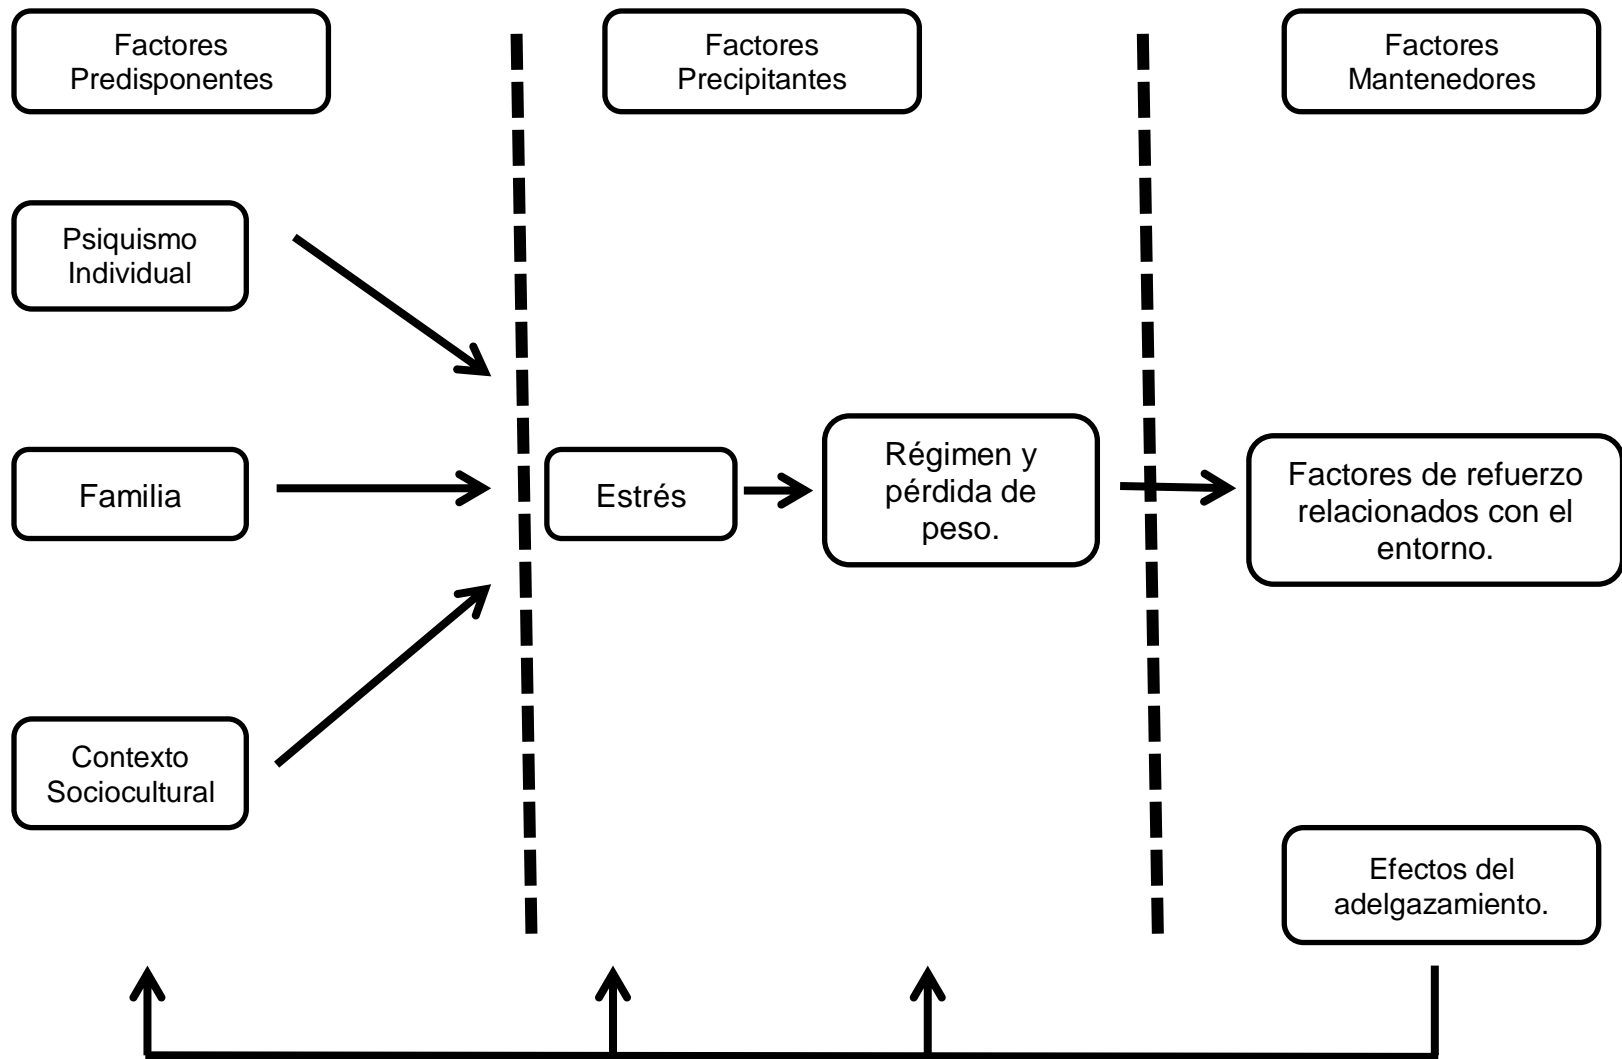 Factores
Predisponentes
Factores
Precipitantes
Factores
Mantenedores
Psiquismo
Individual
Familia
Contexto
Sociocultural
Estrés
Régimen y
pérdida de
peso.
Factores de refuerzo
relacionados con el
entorno.
Efectos del
adelgazamiento.